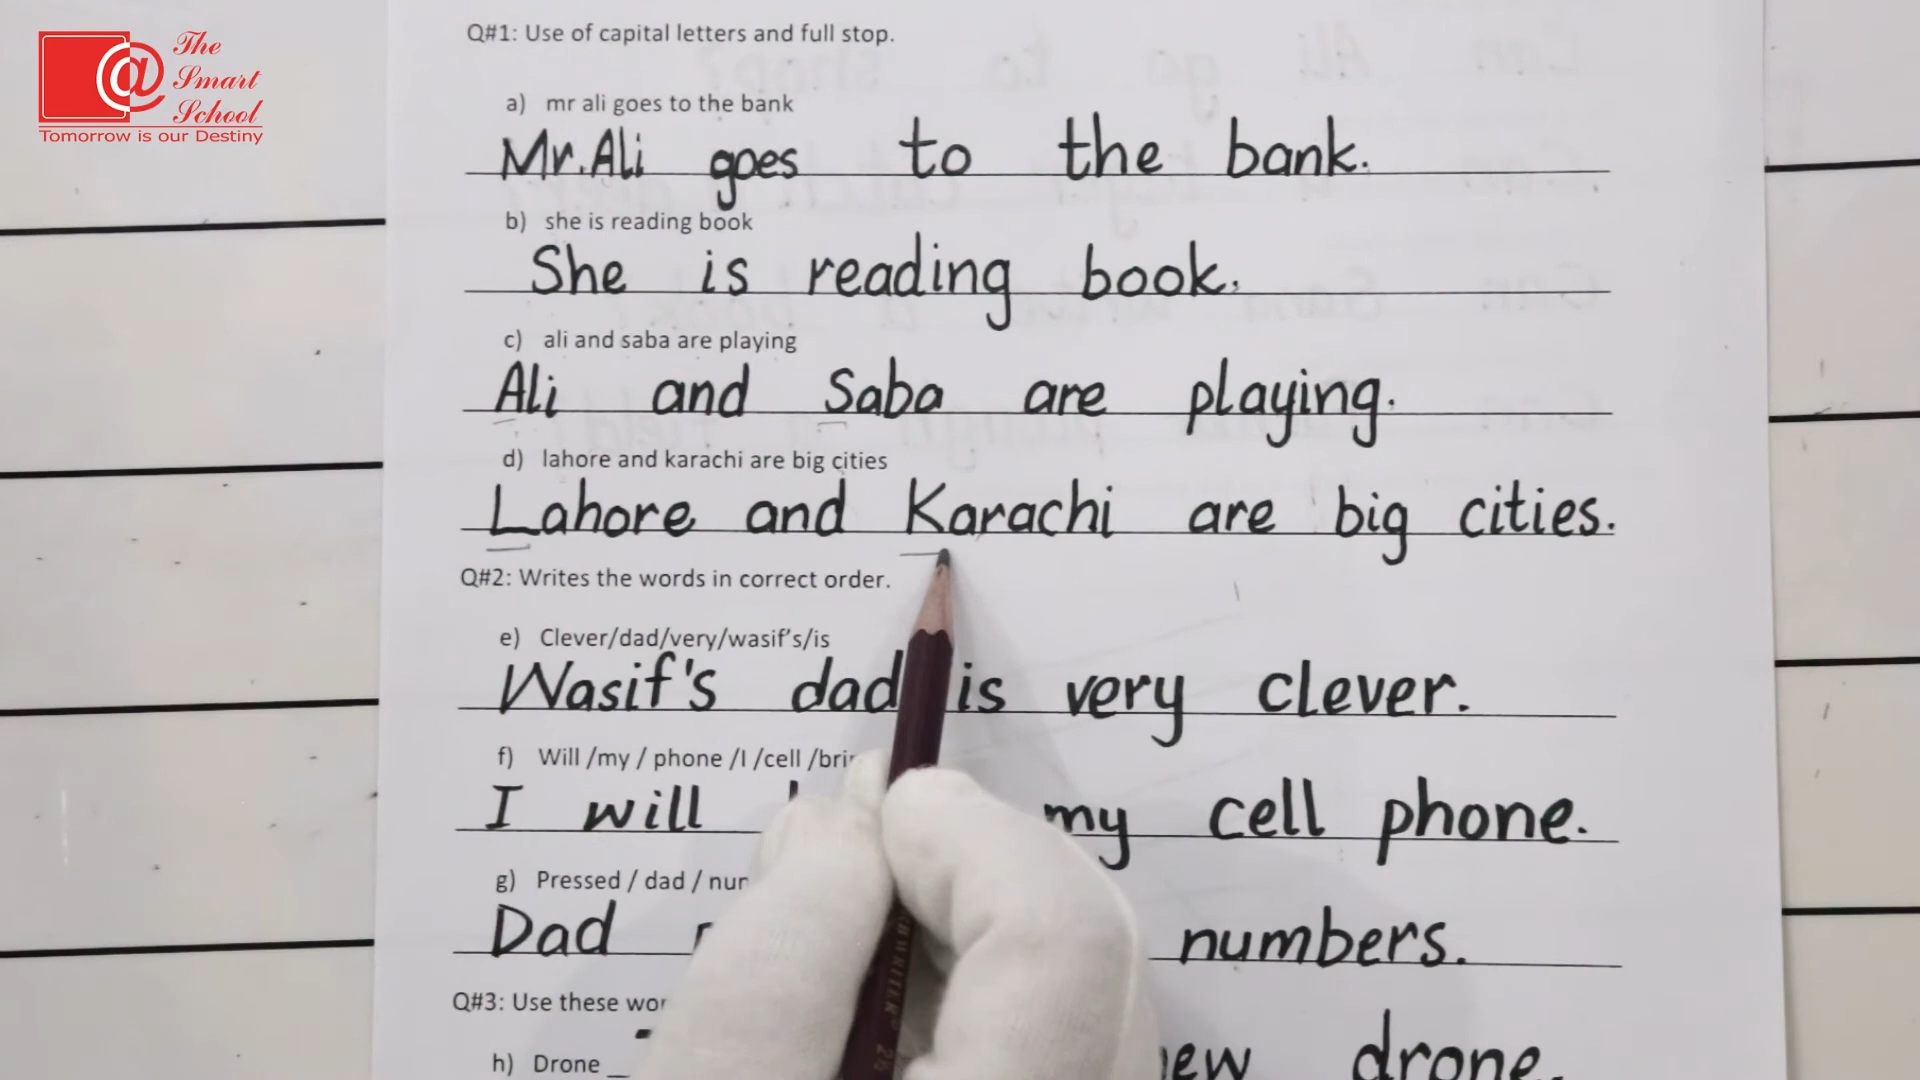 The
Smart
School
Tomorrow is our Destiny
Q#1: Use of capital letters and full stop.
a) mr ali goes to the bank
Mr.Ali goes to the bank.
b) she is reading book
She is reading book.
c) ali and saba are playing
Ali and Saba are playing.
d) lahore and karachi are big cities
Lahore and Karachi are big cities.
Q#2: Writes the words in correct order.
e) Clever/dad/very/wasif's/is
Wasif's dad is very clever.
f) Will /my / phone /I /cell /
I will my cell phone.
g) Pressed / dad /
Dad numbers.
Q#3: Use these
h) Drone
drone.